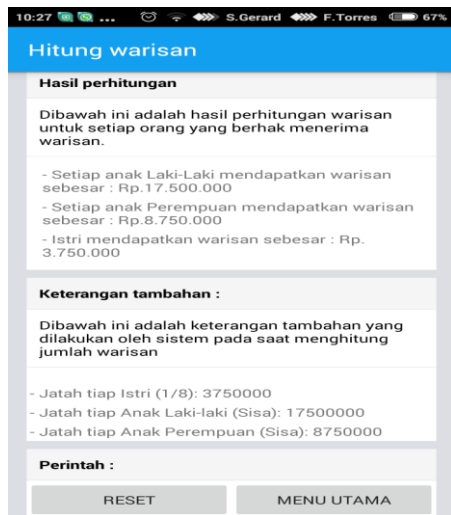 10:27 ... S.Gerard F.Torres 67%
Hitung warisan
Hasil perhitungan
Dibawah ini adalah hasil perhitungan warisan
untuk setiap orang yang berhak menerima
warisan.
- Setiap anak Laki-Laki mendapatkan warisan
sebesar : Rp.17.500.000
- Setiap anak Perempuan mendapatkan warisan
sebesar : Rp.8.750.000
- Istri mendapatkan warisan sebesar : Rp.
3.750.000
Keterangan tambahan :
Dibawah ini adalah keterangan tambahan yang
dilakukan oleh sistem pada saat menghitung
jumlah warisan
- Jatah tiap Istri (1/8): 3750000
- Jatah tiap Anak Laki-laki (Sisa): 17500000
- Jatah tiap Anak Perempuan (Sisa): 8750000
Perintah :
RESET MENU UTAMA